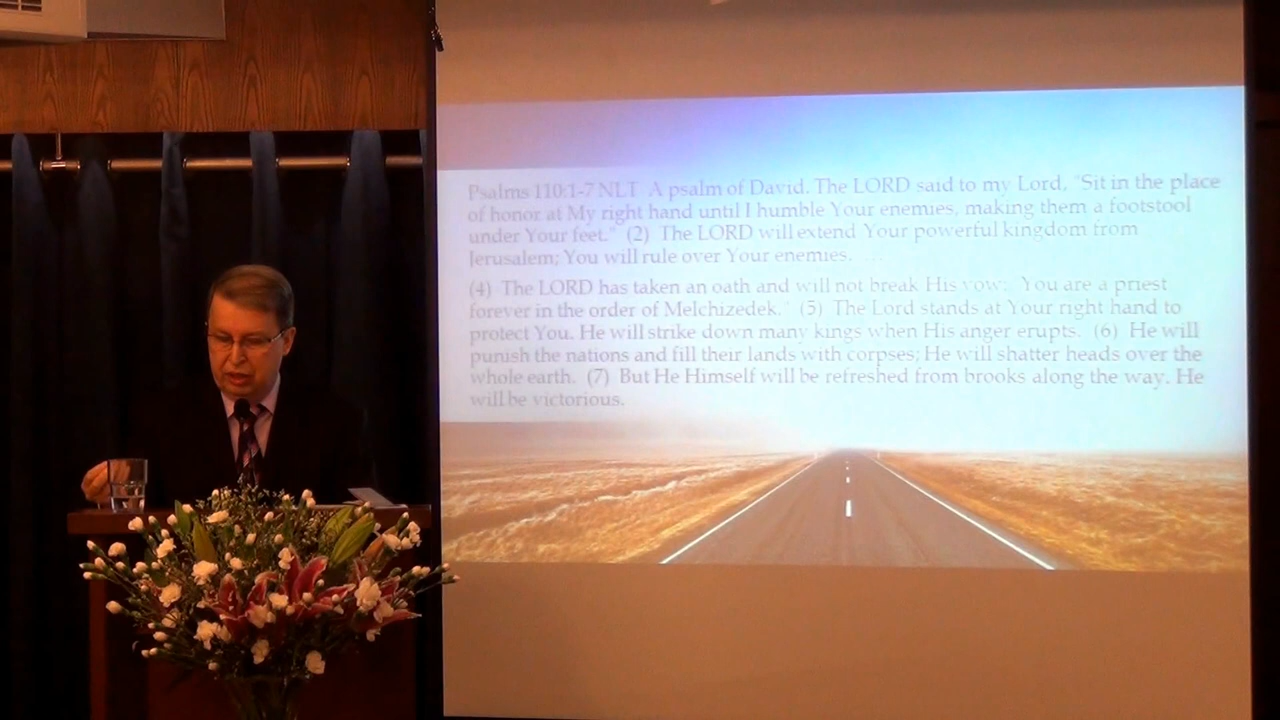 Psalms 110:1-7 NLT A psalm of David. The LORD said to my Lord, "Sit in the place
of honor at My right hand until I humble Your enemies, making them a footstool
under Your feet." (2) The LORD will extend Your powerful kingdom from
Jerusalem; You will rule over Your enemies.
(4) The LORD has taken an oath and will not break His vow: "You are a priest
forever in the order of Melchizedek." (5) The Lord stands at Your right hand to
protect You. He will strike down many kings when His anger erupts. (6) He will
punish the nations and fill their lands with corpses; He will shatter heads over the
whole earth. (7) But He Himself will be refreshed from brooks along the way. He
will be victorious.